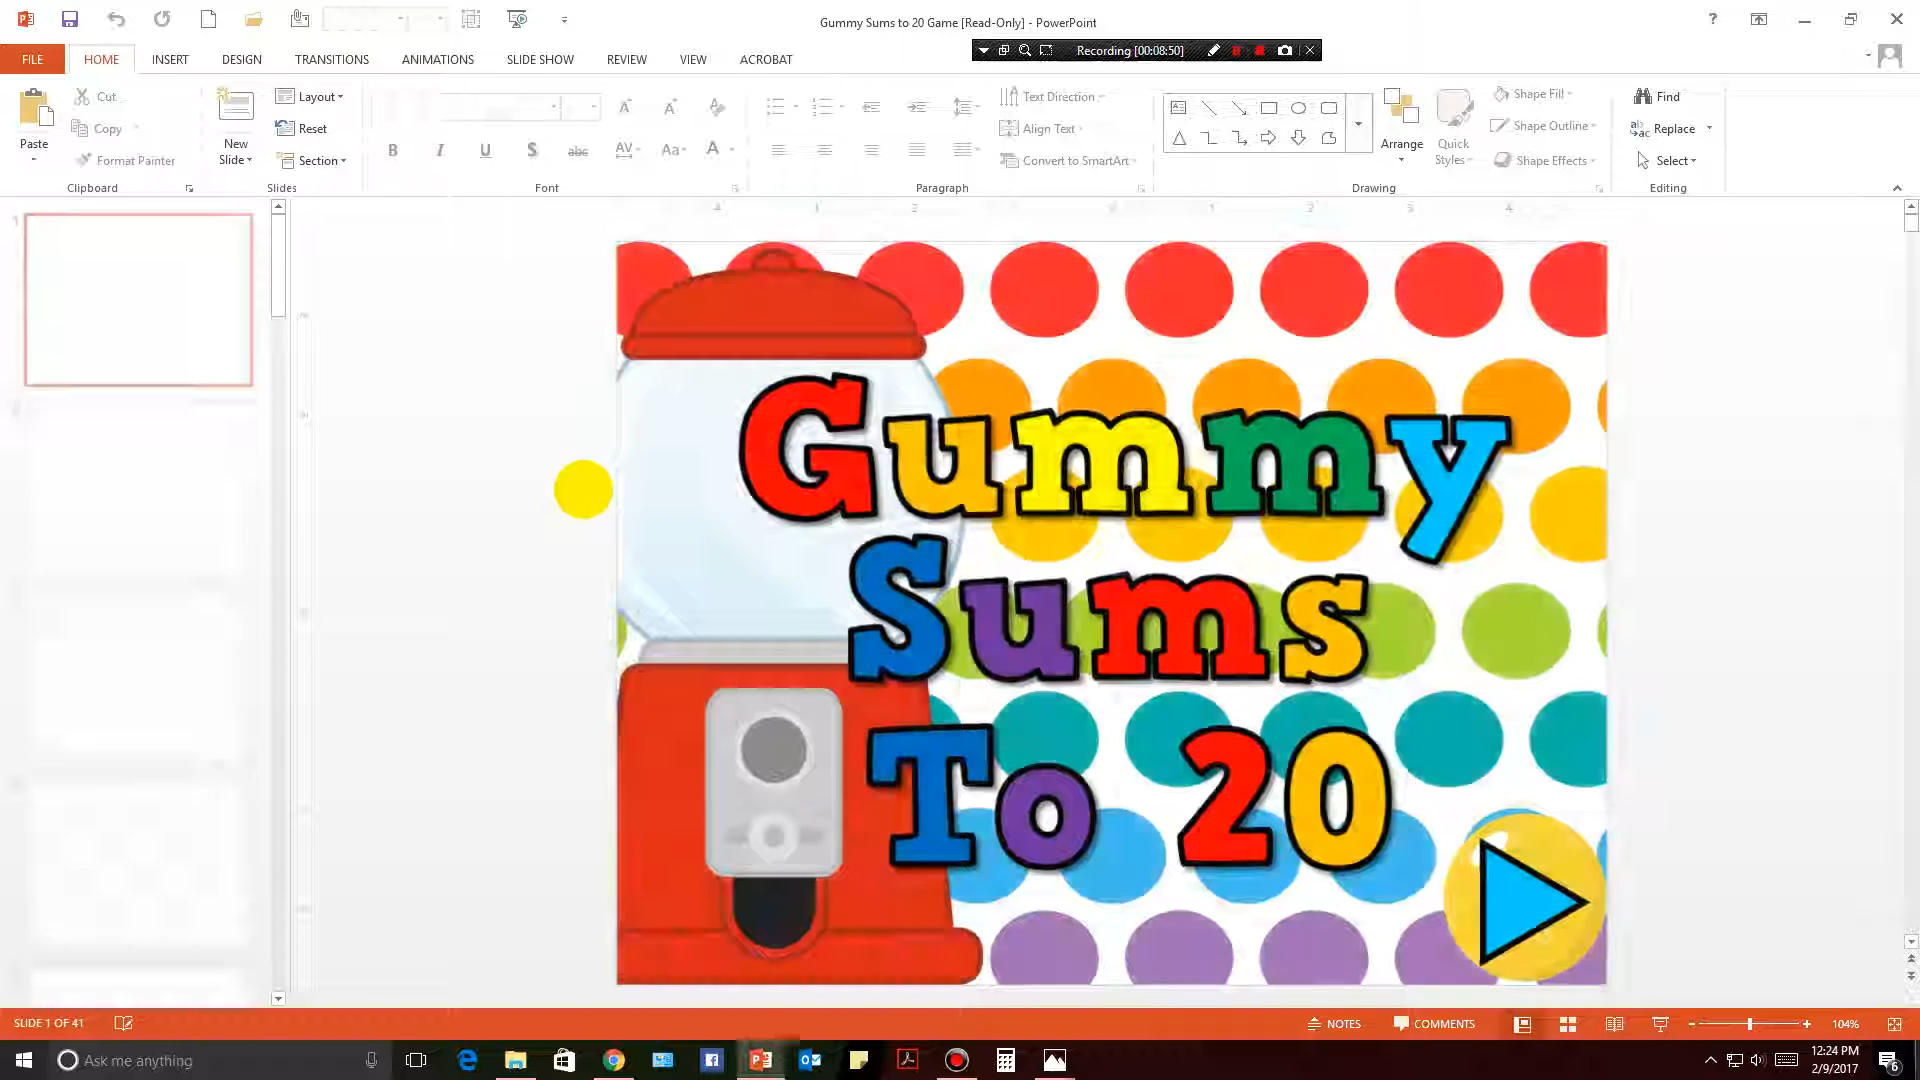 Gummy Sums to 20 Game [Read-Only] - PowerPoint
?
Recording [00:08:50]
FILE HOME INSERT DESIGN TRANSITIONS ANIMATIONS SLIDE SHOW REVIEW VIEW ACROBAT
Paste
Cut
Copy
Format Painter
Clipboard
New
Slide
Layout
Reset
Section
Slides
B I U S abc AV Aa A
Font
Text Direction
Align Text
Convert to SmartArt
Paragraph
Arrange
Quick
Styles
Shape Fill
Shape Outline
Shape Effects
Drawing
Find
Replace
Select
Editing
Gummy
Sums
To 20
SLIDE 1 OF 41
NOTES COMMENTS 104%
Ask me anything
12:24 PM
2/9/2017
6